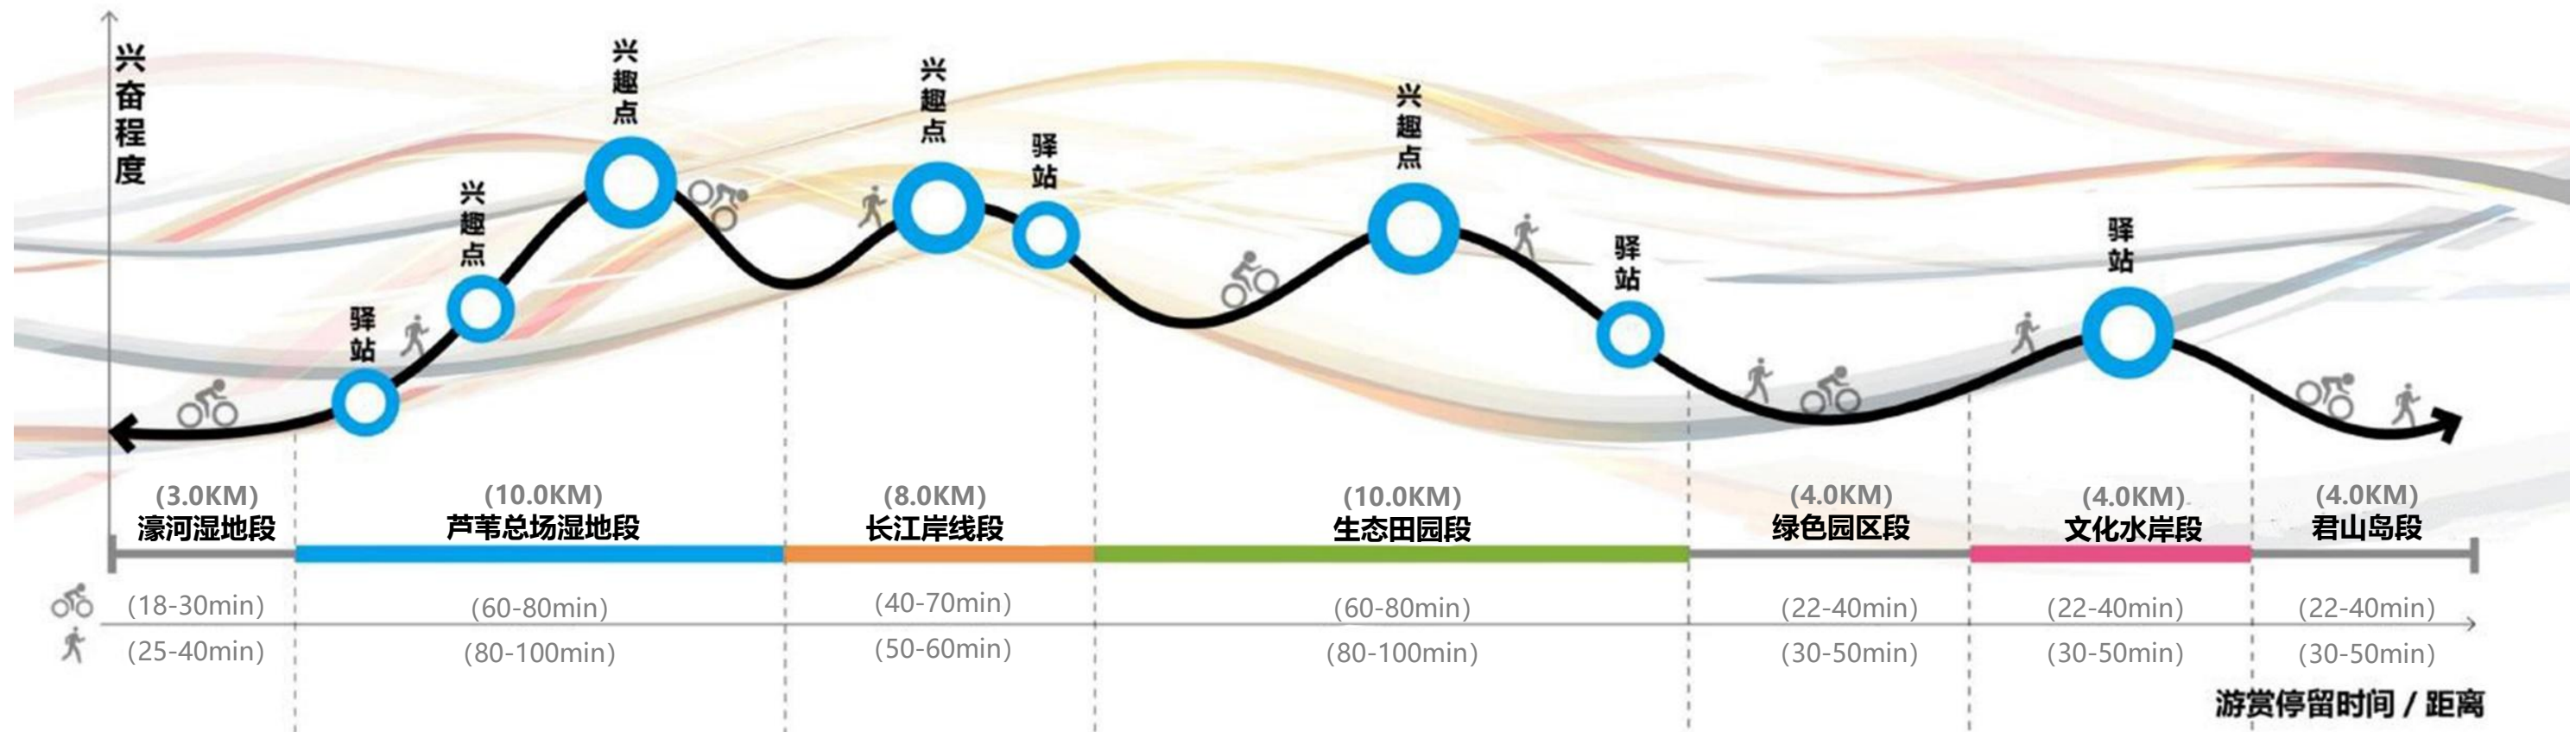 兴奋程度
驿站
兴趣点
兴趣点
兴趣点
驿站
兴趣点
驿站
驿站
(3.0KM)
濠河湿地段
(10.0KM)
芦苇总场湿地段
(8.0KM)
长江岸线段
(10.0KM)
生态田园段
(4.0KM)
绿色园区段
(4.0KM)
文化水岸段
(4.0KM)
君山岛段
(18-30min)
(60-80min)
(40-70min)
(60-80min)
(22-40min)
(22-40min)
(22-40min)
(25-40min)
(80-100min)
(50-60min)
(80-100min)
(30-50min)
(30-50min)
(30-50min)
游赏停留时间 / 距离